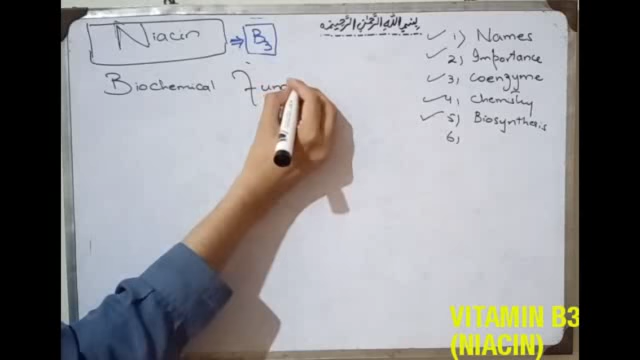 Niacin ⇒ B3
بسم الله الرحمن الرحيم
Biochemical Fun
✓ 1) Names
✓ 2) Importance
✓ 3) Coenzyme
✓ 4) Chemistry
✓ 5) Biosynthesis
6)
VITAMIN B3
(NIACIN)